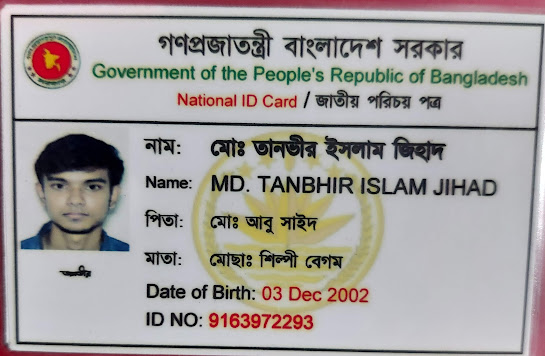 গণপ্রজাতন্ত্রী বাংলাদেশ সরকার
Government of the People's Republic of Bangladesh
National ID Card / জাতীয় পরিচয় পত্র
নাম: মোঃ তানভীর ইসলাম জিহাদ
Name: MD. TANBHIR ISLAM JIHAD
পিতা: মোঃ আবু সাইদ
মাতা: মোছাঃ শিল্পী বেগম
Date of Birth: 03 Dec 2002
ID NO: 9163972293